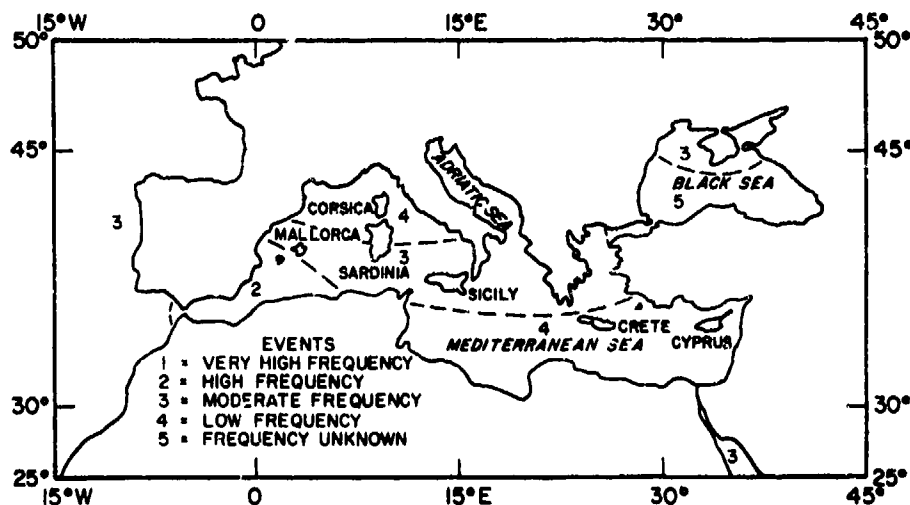 15°W 0 15°E 30° 45°
50° 50°
45° 45°
3 BLACK SEA
5
ADRIATIC SEA
CORSICA 4
3 MALLORCA
3
SARDINIA
2 SICILY
4 CRETE
MEDITERRANEAN SEA CYPRUS
EVENTS
1 = VERY HIGH FREQUENCY
2 = HIGH FREQUENCY
3 = MODERATE FREQUENCY
4 = LOW FREQUENCY
5 = FREQUENCY UNKNOWN
30° 30°
3
25° 25°
15°W 0 15°E 30° 45°